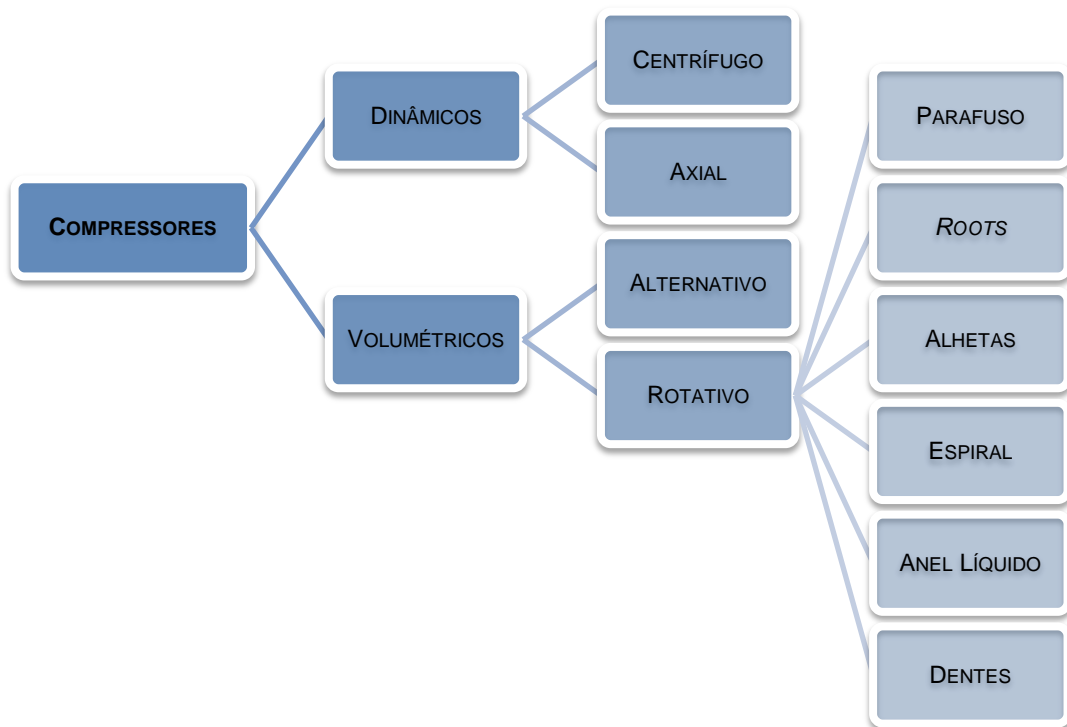 COMPRESSORES
DINÂMICOS
CENTRÍFUGO
AXIAL
VOLUMÉTRICOS
ALTERNATIVO
ROTATIVO
PARAFUSO
ROOTS
ALHETAS
ESPIRAL
ANEL LÍQUIDO
DENTES